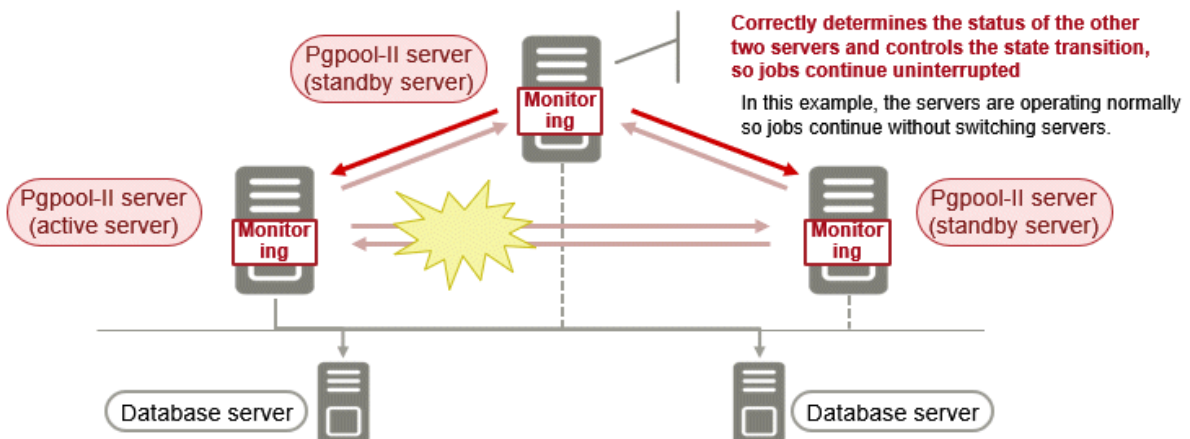 Pgpool-II server
(standby server)
Monitor
ing
Correctly determines the status of the other
two servers and controls the state transition,
so jobs continue uninterrupted
In this example, the servers are operating normally
so jobs continue without switching servers.
Pgpool-II server
(active server)
Monitor
ing
Monitor
ing
Pgpool-II server
(standby server)
Database server
Database server